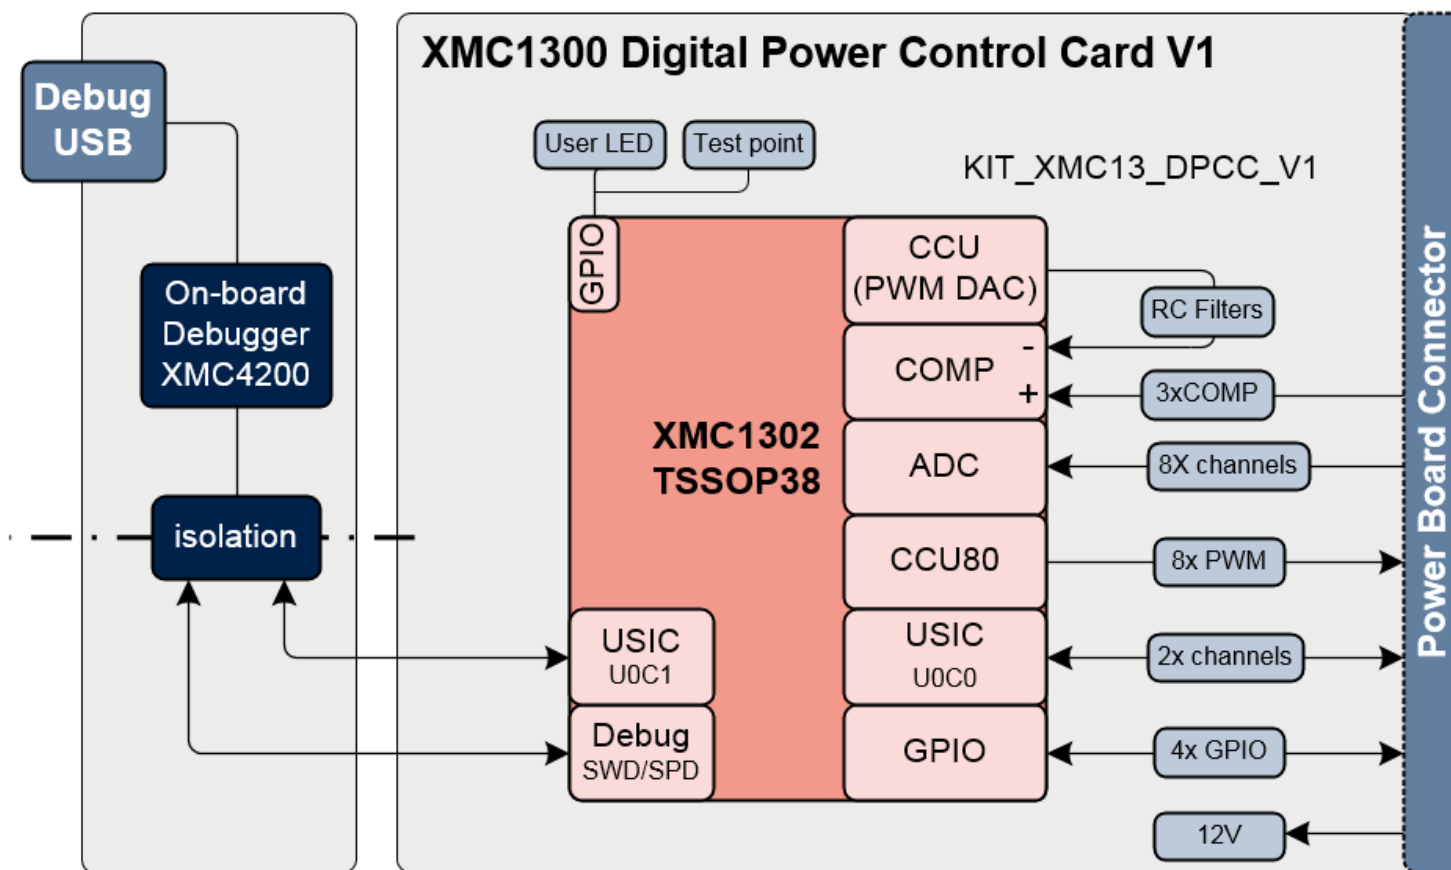 XMC1300 Digital Power Control Card V1
Debug
USB
User LED
Test point
KIT_XMC13_DPCC_V1
GPIO
CCU
(PWM DAC)
RC Filters
On-board
Debugger
XMC4200
-
COMP
+
3xCOMP
XMC1302
TSSOP38
ADC
8X channels
isolation
CCU80
8x PWM
USIC
U0C1
USIC
U0C0
2x channels
Debug
SWD/SPD
GPIO
4x GPIO
12V
Power Board Connector